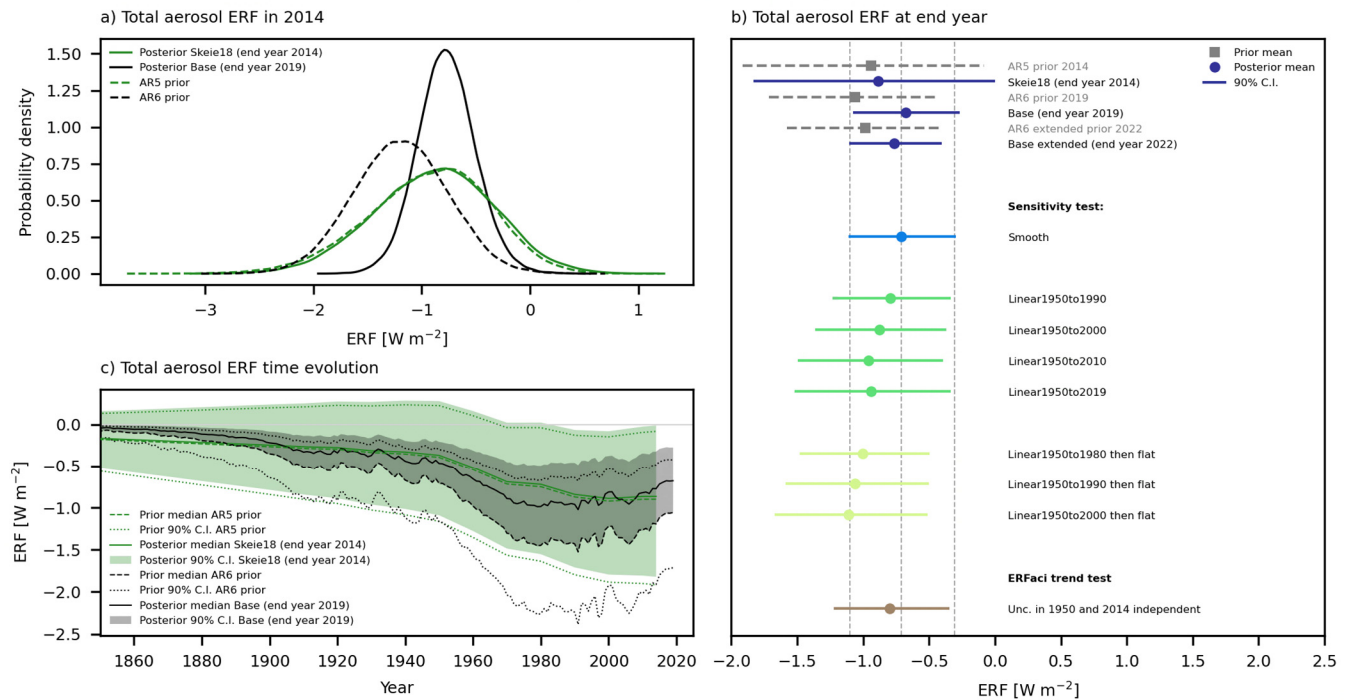 a) Total aerosol ERF in 2014
Posterior Skeie18 (end year 2014)
Posterior Base (end year 2019)
AR5 prior
AR6 prior
Probability density
1.50
1.25
1.00
0.75
0.50
0.25
0.00
−3
−2
−1
0
1
ERF [W m⁻²]
c) Total aerosol ERF time evolution
ERF [W m⁻²]
0.0
−0.5
−1.0
−1.5
−2.0
−2.5
Prior median AR5 prior
Prior 90% C.I. AR5 prior
Posterior median Skeie18 (end year 2014)
Posterior 90% C.I. Skeie18 (end year 2014)
Prior median AR6 prior
Prior 90% C.I. AR6 prior
Posterior median Base (end year 2019)
Posterior 90% C.I. Base (end year 2019)
1860
1880
1900
1920
1940
1960
1980
2000
2020
Year
b) Total aerosol ERF at end year
Prior mean
Posterior mean
90% C.I.
AR5 prior 2014
Skeie18 (end year 2014)
AR6 prior 2019
Base (end year 2019)
AR6 extended prior 2022
Base extended (end year 2022)
Sensitivity test:
Smooth
Linear1950to1990
Linear1950to2000
Linear1950to2010
Linear1950to2019
Linear1950to1980 then flat
Linear1950to1990 then flat
Linear1950to2000 then flat
ERFaci trend test
Unc. in 1950 and 2014 independent
−2.0
−1.5
−1.0
−0.5
0.0
0.5
1.0
1.5
2.0
2.5
ERF [W m⁻²]